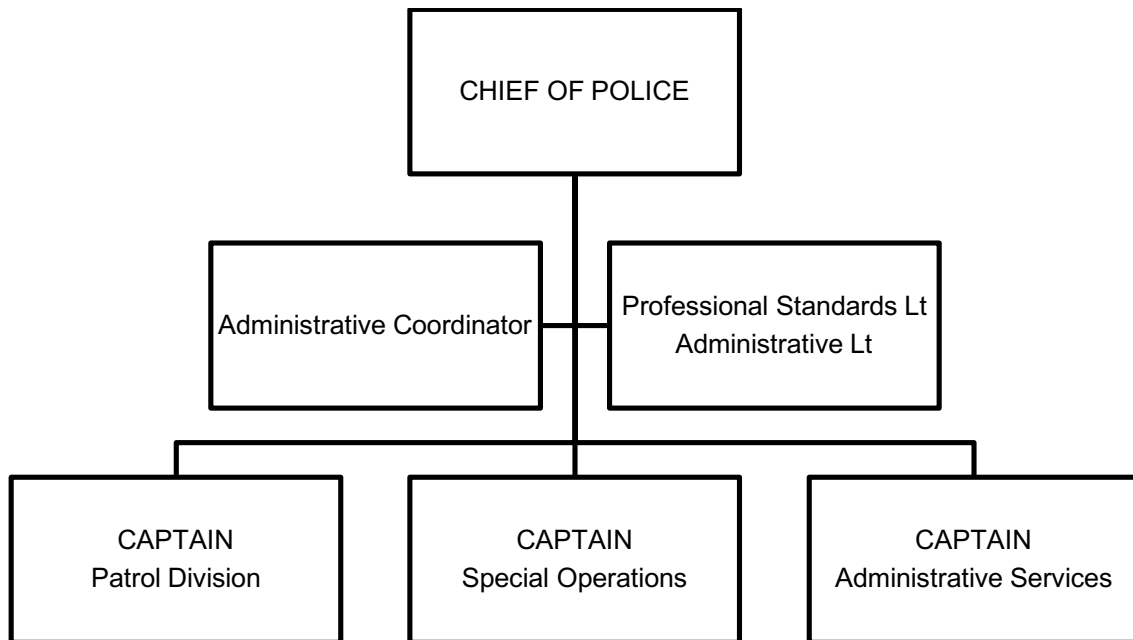 CHIEF OF POLICE
Administrative Coordinator
Professional Standards Lt
Administrative Lt
CAPTAIN
Patrol Division
CAPTAIN
Special Operations
CAPTAIN
Administrative Services